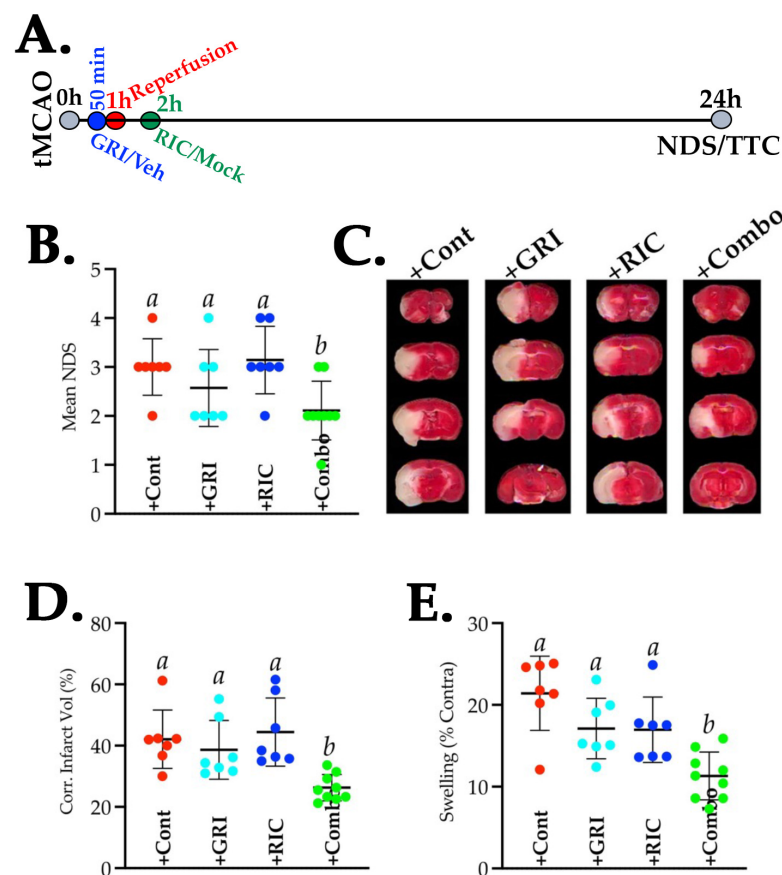 A.
tMCAO
0h
50 min
1h
Reperfusion
2h
24h
GRI/Veh
RIC/Mock
NDS/TTC
B.
Mean NDS
5
4
3
2
1
0
a
a
a
b
+Cont
+GRI
+RIC
+Combo
C.
+Cont
+GRI
+RIC
+Combo
D.
Corr. Infarct Vol (%)
80
60
40
20
0
a
a
a
b
+Cont
+GRI
+RIC
+Combo
E.
Swelling (% Contra)
30
20
10
0
a
a
a
b
+Cont
+GRI
+RIC
+Combo